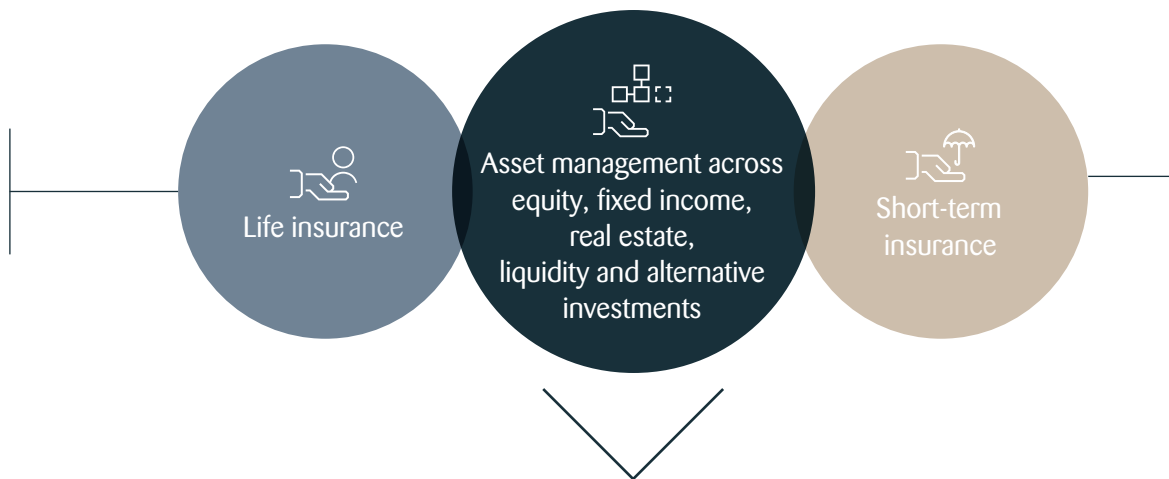 Life insurance
Asset management across
equity, fixed income,
real estate,
liquidity and alternative
investments
Short-term
insurance